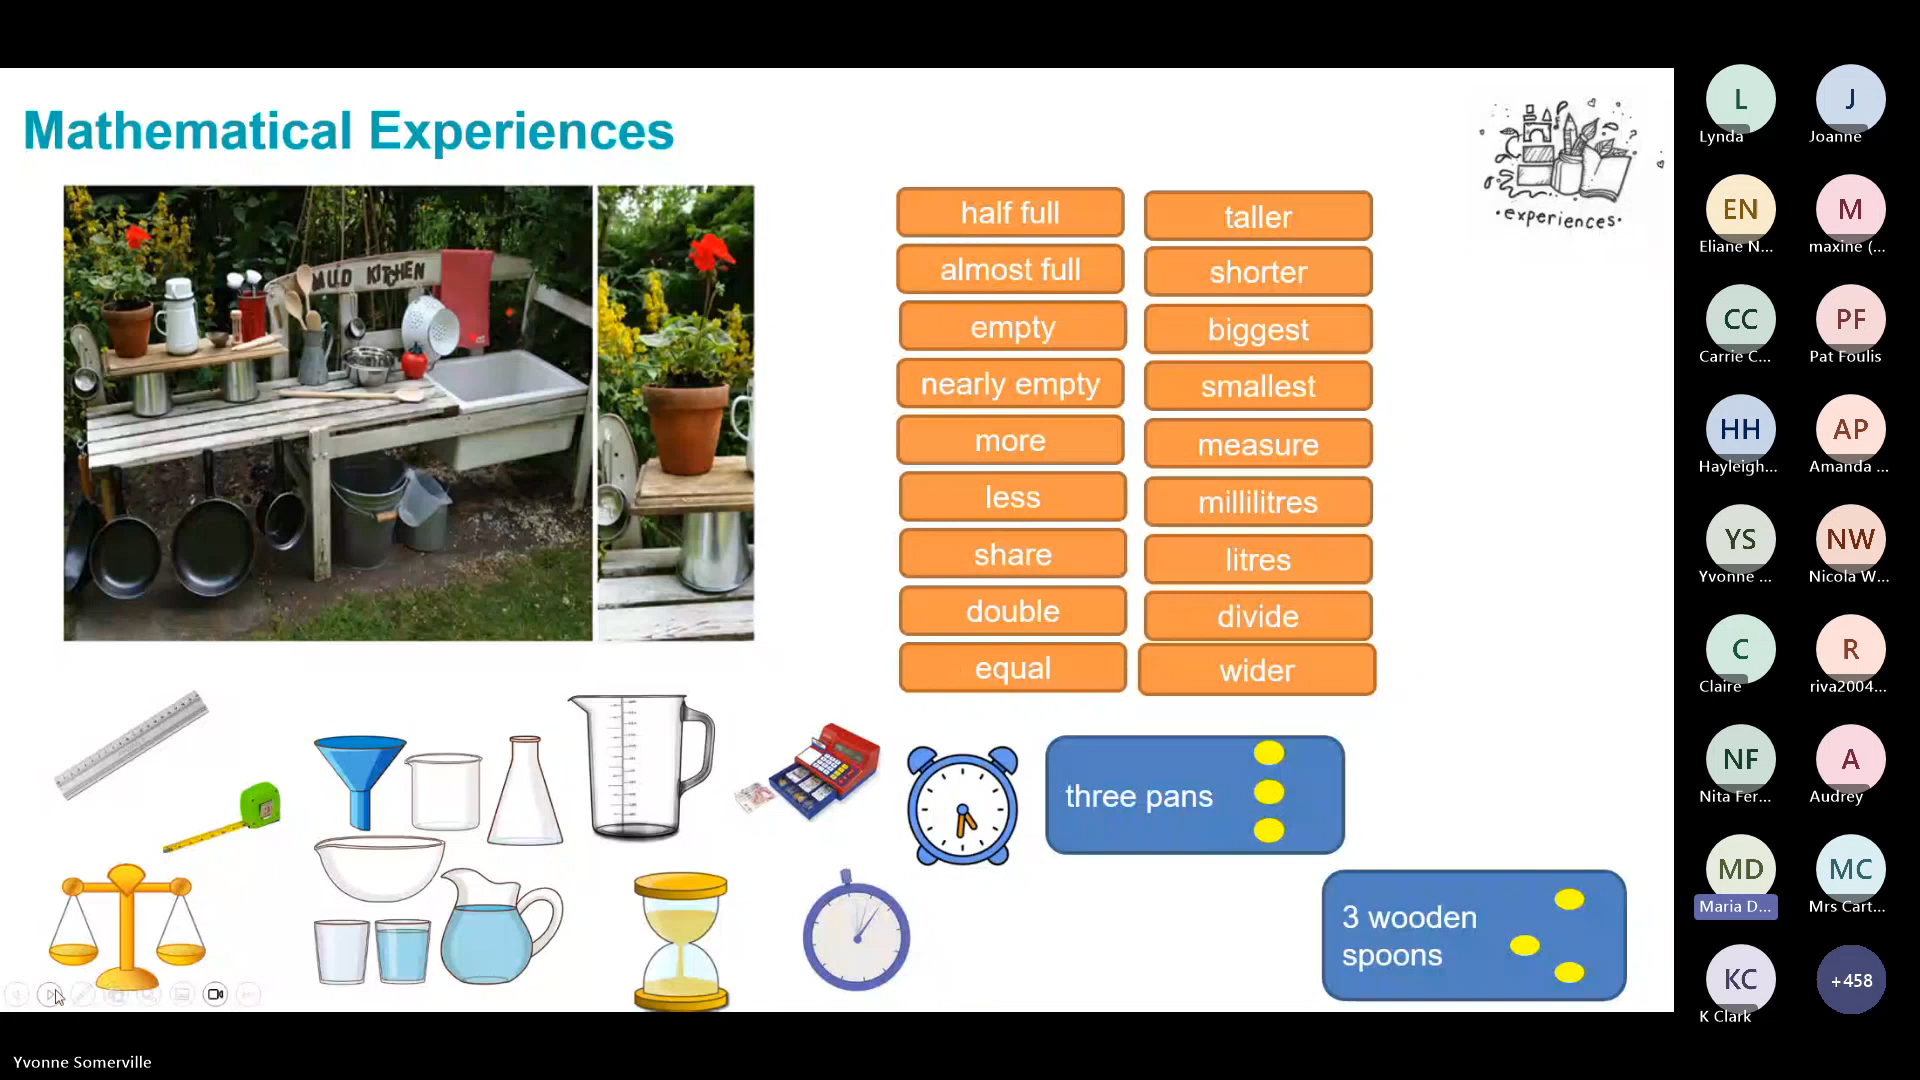 Mathematical Experiences
MUD KITCHEN
·experiences·
half full
almost full
empty
nearly empty
more
less
share
double
equal
taller
shorter
biggest
smallest
measure
millilitres
litres
divide
wider
three pans
3 wooden
spoons
L
Lynda
J
Joanne
EN
Eliane N...
M
maxine (...
CC
Carrie C...
PF
Pat Foulis
HH
Hayleigh...
AP
Amanda ...
YS
Yvonne ...
NW
Nicola W...
C
Claire
R
riva2004...
NF
Nita Fer...
A
Audrey
MD
Maria D...
MC
Mrs Cart...
KC
K Clark
+458
Yvonne Somerville